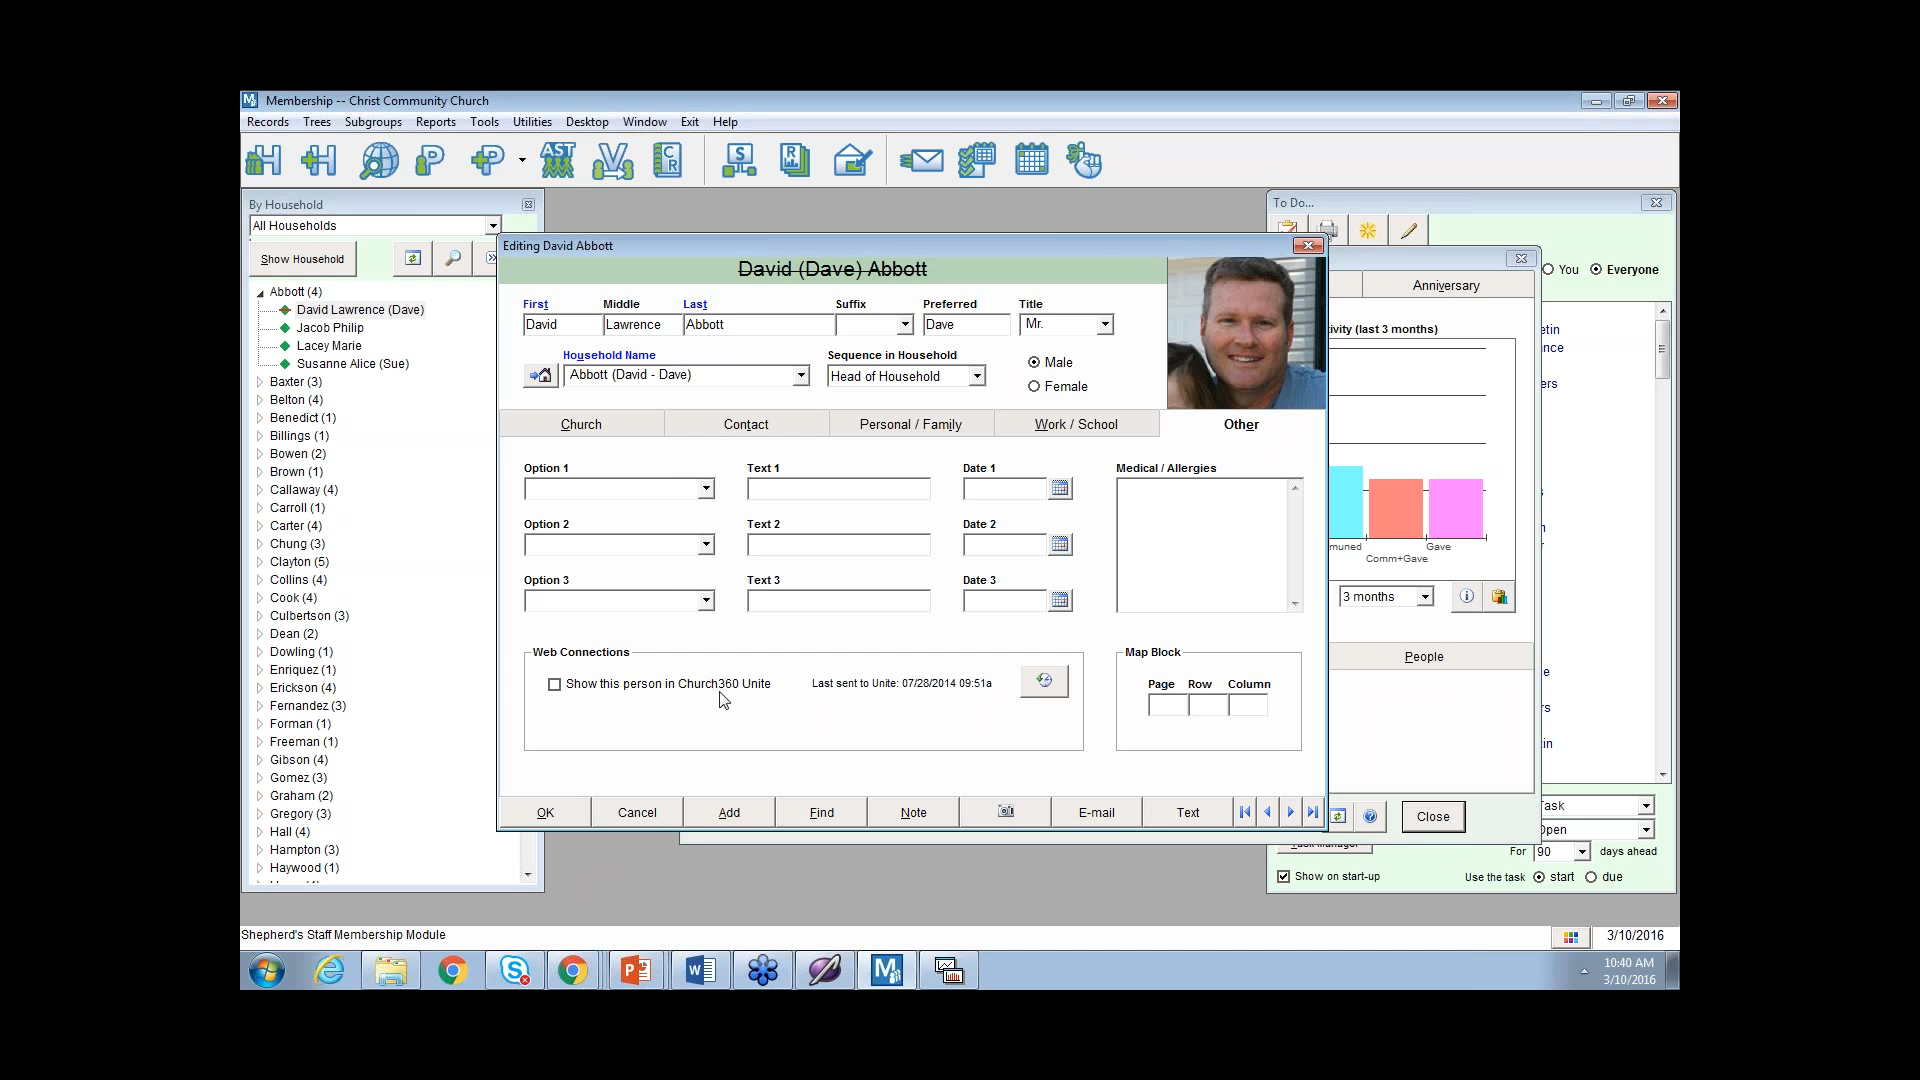 Membership -- Christ Community Church
Records Trees Subgroups Reports Tools Utilities Desktop Window Exit Help
By Household
All Households
Show Household
Abbott (4)
David Lawrence (Dave)
Jacob Philip
Lacey Marie
Susanne Alice (Sue)
Baxter (3)
Belton (4)
Benedict (1)
Billings (1)
Bowen (2)
Brown (1)
Callaway (4)
Carroll (1)
Carter (4)
Chung (3)
Clayton (5)
Collins (4)
Cook (4)
Culbertson (3)
Dean (2)
Dowling (1)
Enriquez (1)
Erickson (4)
Fernandez (3)
Forman (1)
Freeman (1)
Gibson (4)
Gomez (3)
Graham (2)
Gregory (3)
Hall (4)
Hampton (3)
Haywood (1)
Editing David Abbott
David (Dave) Abbott
First Middle Last Suffix Preferred Title
David Lawrence Abbott Dave Mr.
Household Name Sequence in Household
Abbott (David - Dave) Head of Household
Male
Female
Church Contact Personal / Family Work / School Other
Option 1 Text 1 Date 1 Medical / Allergies
Option 2 Text 2 Date 2
Option 3 Text 3 Date 3
Web Connections
Show this person in Church360 Unite Last sent to Unite: 07/28/2014 09:51a
Map Block
Page Row Column
OK Cancel Add Find Note E-mail Text
To Do...
You Everyone
Anniversary
(last 3 months)
Comm+Gave
Gave
3 months
People
Close
Task
Open
For 90 days ahead
Show on start-up Use the task start due
Shepherd's Staff Membership Module
3/10/2016
10:40 AM
3/10/2016